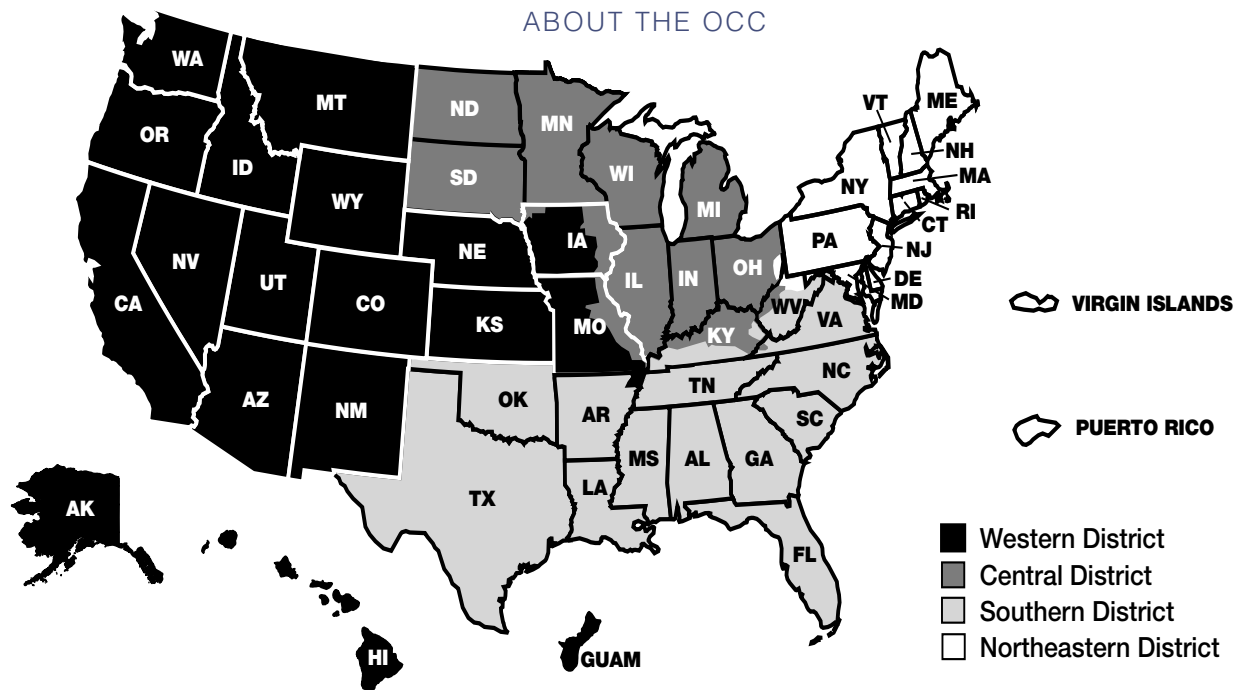 ABOUT THE OCC
WA
MT
ND
MN
VT
ME
OR
ID
SD
WI
NH
WY
MI
NY
MA
RI
CT
NV
UT
NE
IA
IL
IN
OH
PA
NJ
DE
MD
CA
CO
KS
MO
KY
WV
VA
VIRGIN ISLANDS
AZ
NM
OK
AR
TN
NC
SC
PUERTO RICO
TX
LA
MS
AL
GA
FL
AK
HI
GUAM
Western District
Central District
Southern District
Northeastern District